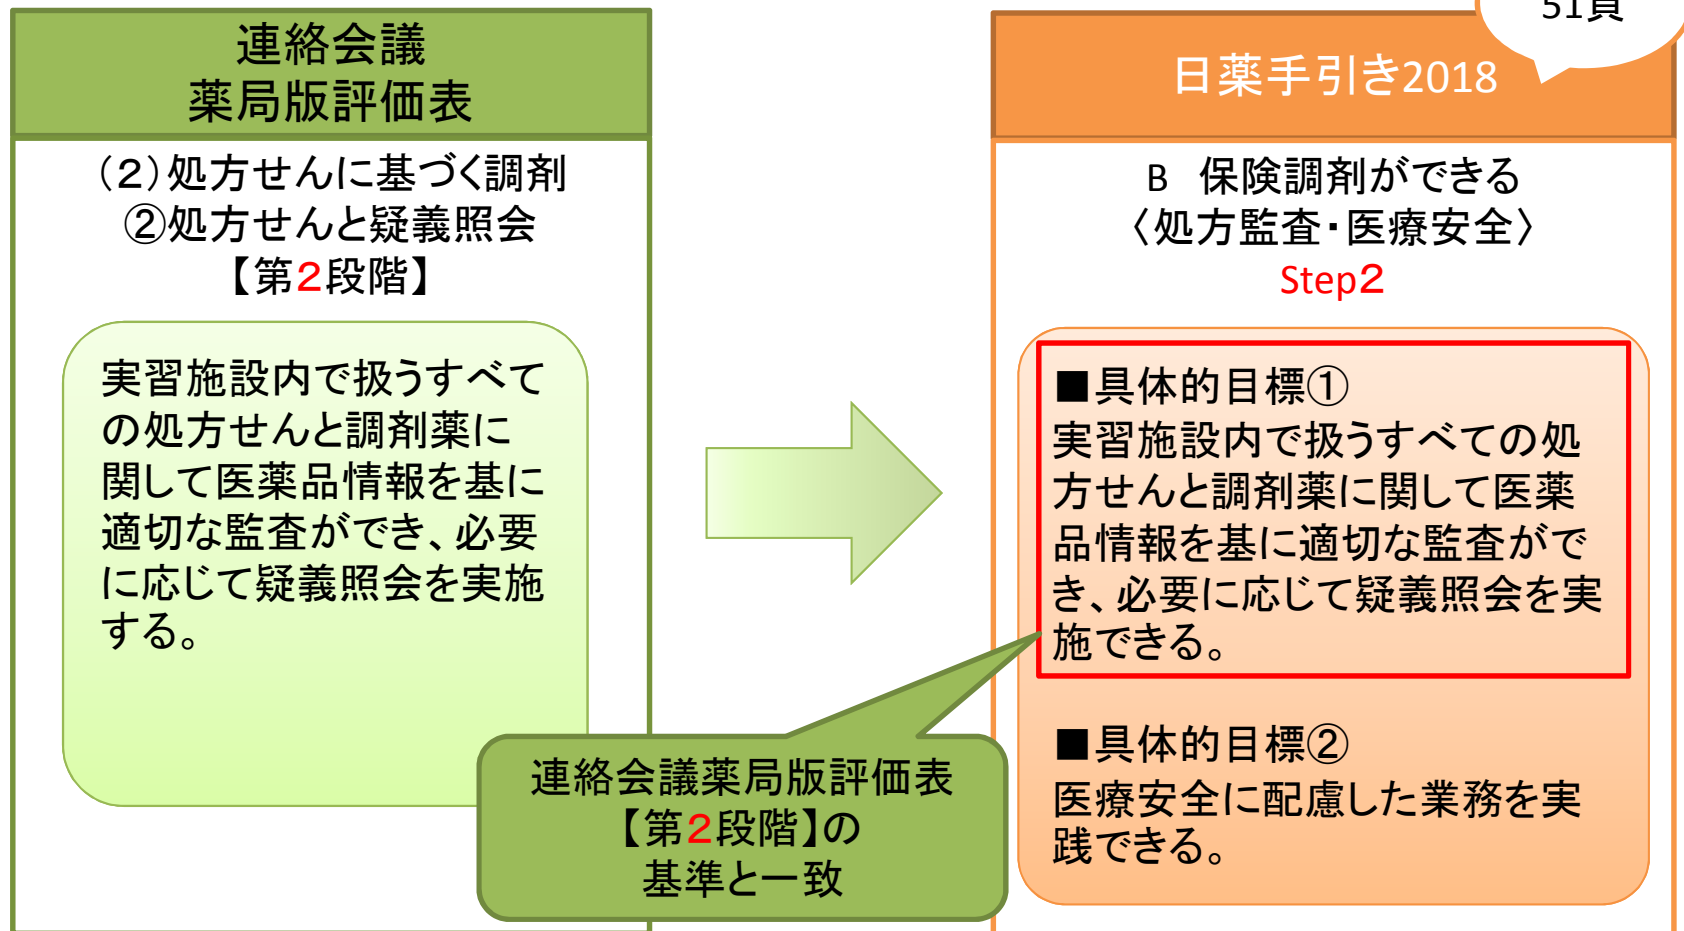 連絡会議
薬局版評価表
(2)処方せんに基づく調剤
②処方せんと疑義照会
【第2段階】
実習施設内で扱うすべて
の処方せんと調剤薬に
関して医薬品情報を基に
適切な監査ができ、必要
に応じて疑義照会を実施
する。
51頁
日薬手引き2018
B 保険調剤ができる
〈処方監査・医療安全〉
Step2
■具体的目標①
実習施設内で扱うすべての処
方せんと調剤薬に関して医薬
品情報を基に適切な監査がで
き、必要に応じて疑義照会を実
施できる。
■具体的目標②
医療安全に配慮した業務を実
践できる。
連絡会議薬局版評価表
【第2段階】の
基準と一致